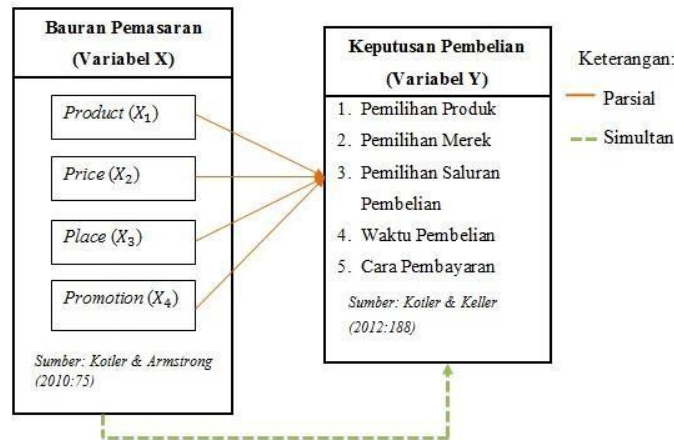 Bauran Pemasaran
(Variabel X)
Product (X₁)
Price (X₂)
Place (X₃)
Promotion (X₄)
Sumber: Kotler & Armstrong
(2010:75)
Keputusan Pembelian
(Variabel Y)
1. Pemilihan Produk
2. Pemilihan Merek
3. Pemilihan Saluran
Pembelian
4. Waktu Pembelian
5. Cara Pembayaran
Sumber: Kotler & Keller
(2012:188)
Keterangan:
Parsial
Simultan